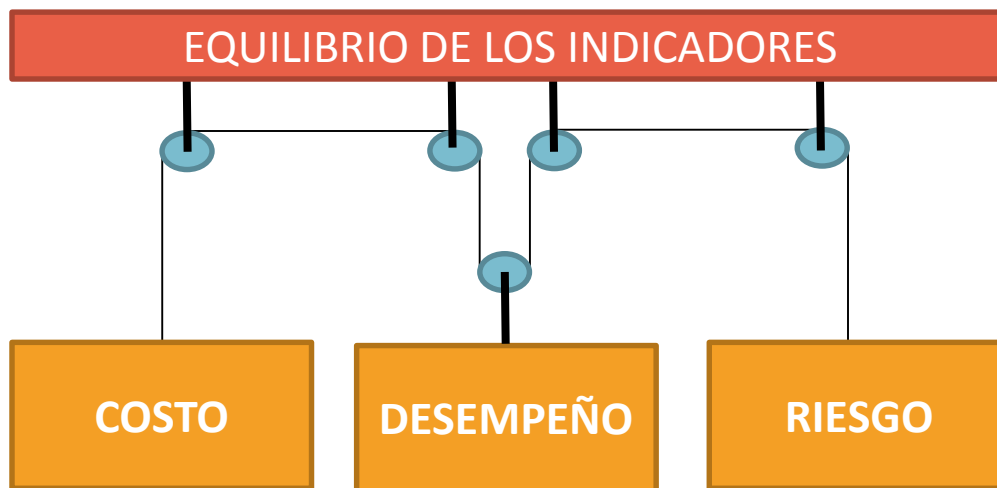 EQUILIBRIO DE LOS INDICADORES
COSTO
DESEMPEÑO
RIESGO